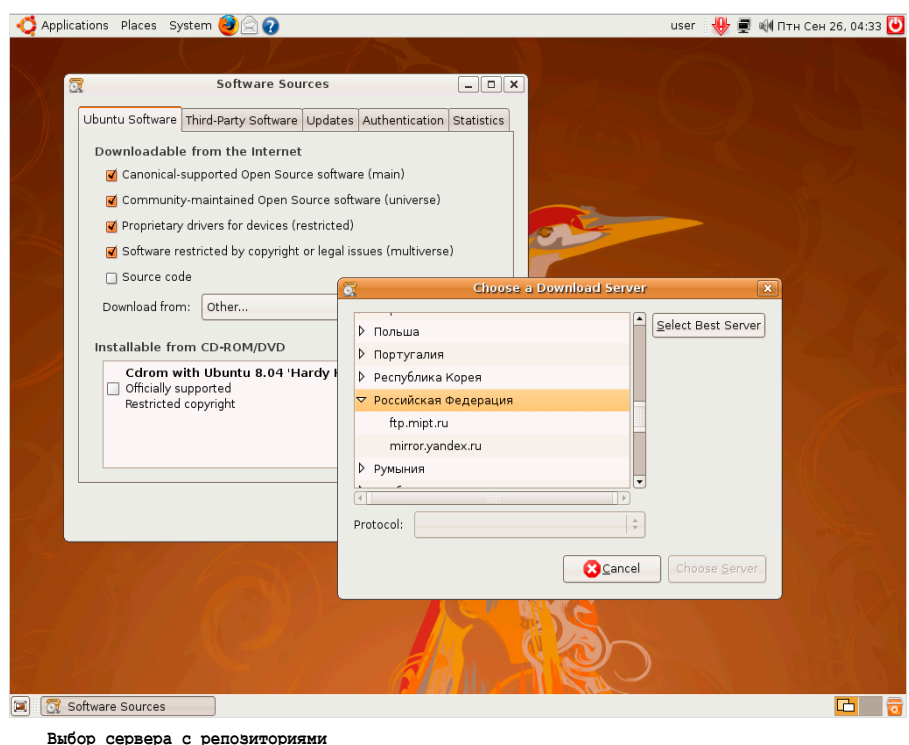 Applications Places System user Птн Сен 26, 04:33
Software Sources
Ubuntu Software Third-Party Software Updates Authentication Statistics
Downloadable from the Internet
Canonical-supported Open Source software (main)
Community-maintained Open Source software (universe)
Proprietary drivers for devices (restricted)
Software restricted by copyright or legal issues (multiverse)
Source code
Download from: Other...
Installable from CD-ROM/DVD
Cdrom with Ubuntu 8.04 'Hardy
Officially supported
Restricted copyright
Choose a Download Server
Польша
Португалия
Республика Корея
Российская Федерация
ftp.mipt.ru
mirror.yandex.ru
Румыния
Select Best Server
Protocol:
Cancel Choose Server
Software Sources
Выбор сервера с репозиториями